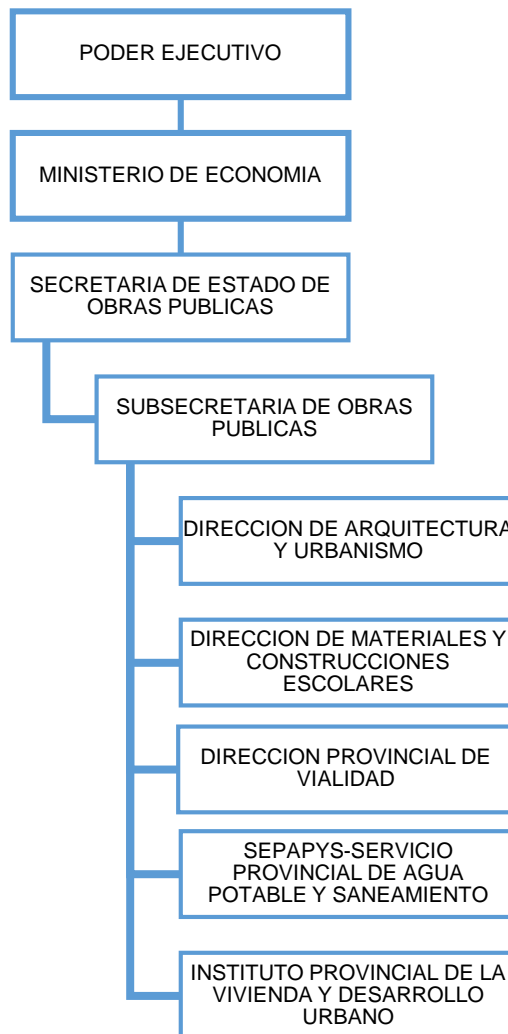 PODER EJECUTIVO
MINISTERIO DE ECONOMIA
SECRETARIA DE ESTADO DE
OBRAS PUBLICAS
SUBSECRETARIA DE OBRAS
PUBLICAS
DIRECCION DE ARQUITECTURA
Y URBANISMO
DIRECCION DE MATERIALES Y
CONSTRUCCIONES
ESCOLARES
DIRECCION PROVINCIAL DE
VIALIDAD
SEPAPYS-SERVICIO
PROVINCIAL DE AGUA
POTABLE Y SANEAMIENTO
INSTITUTO PROVINCIAL DE LA
VIVIENDA Y DESARROLLO
URBANO